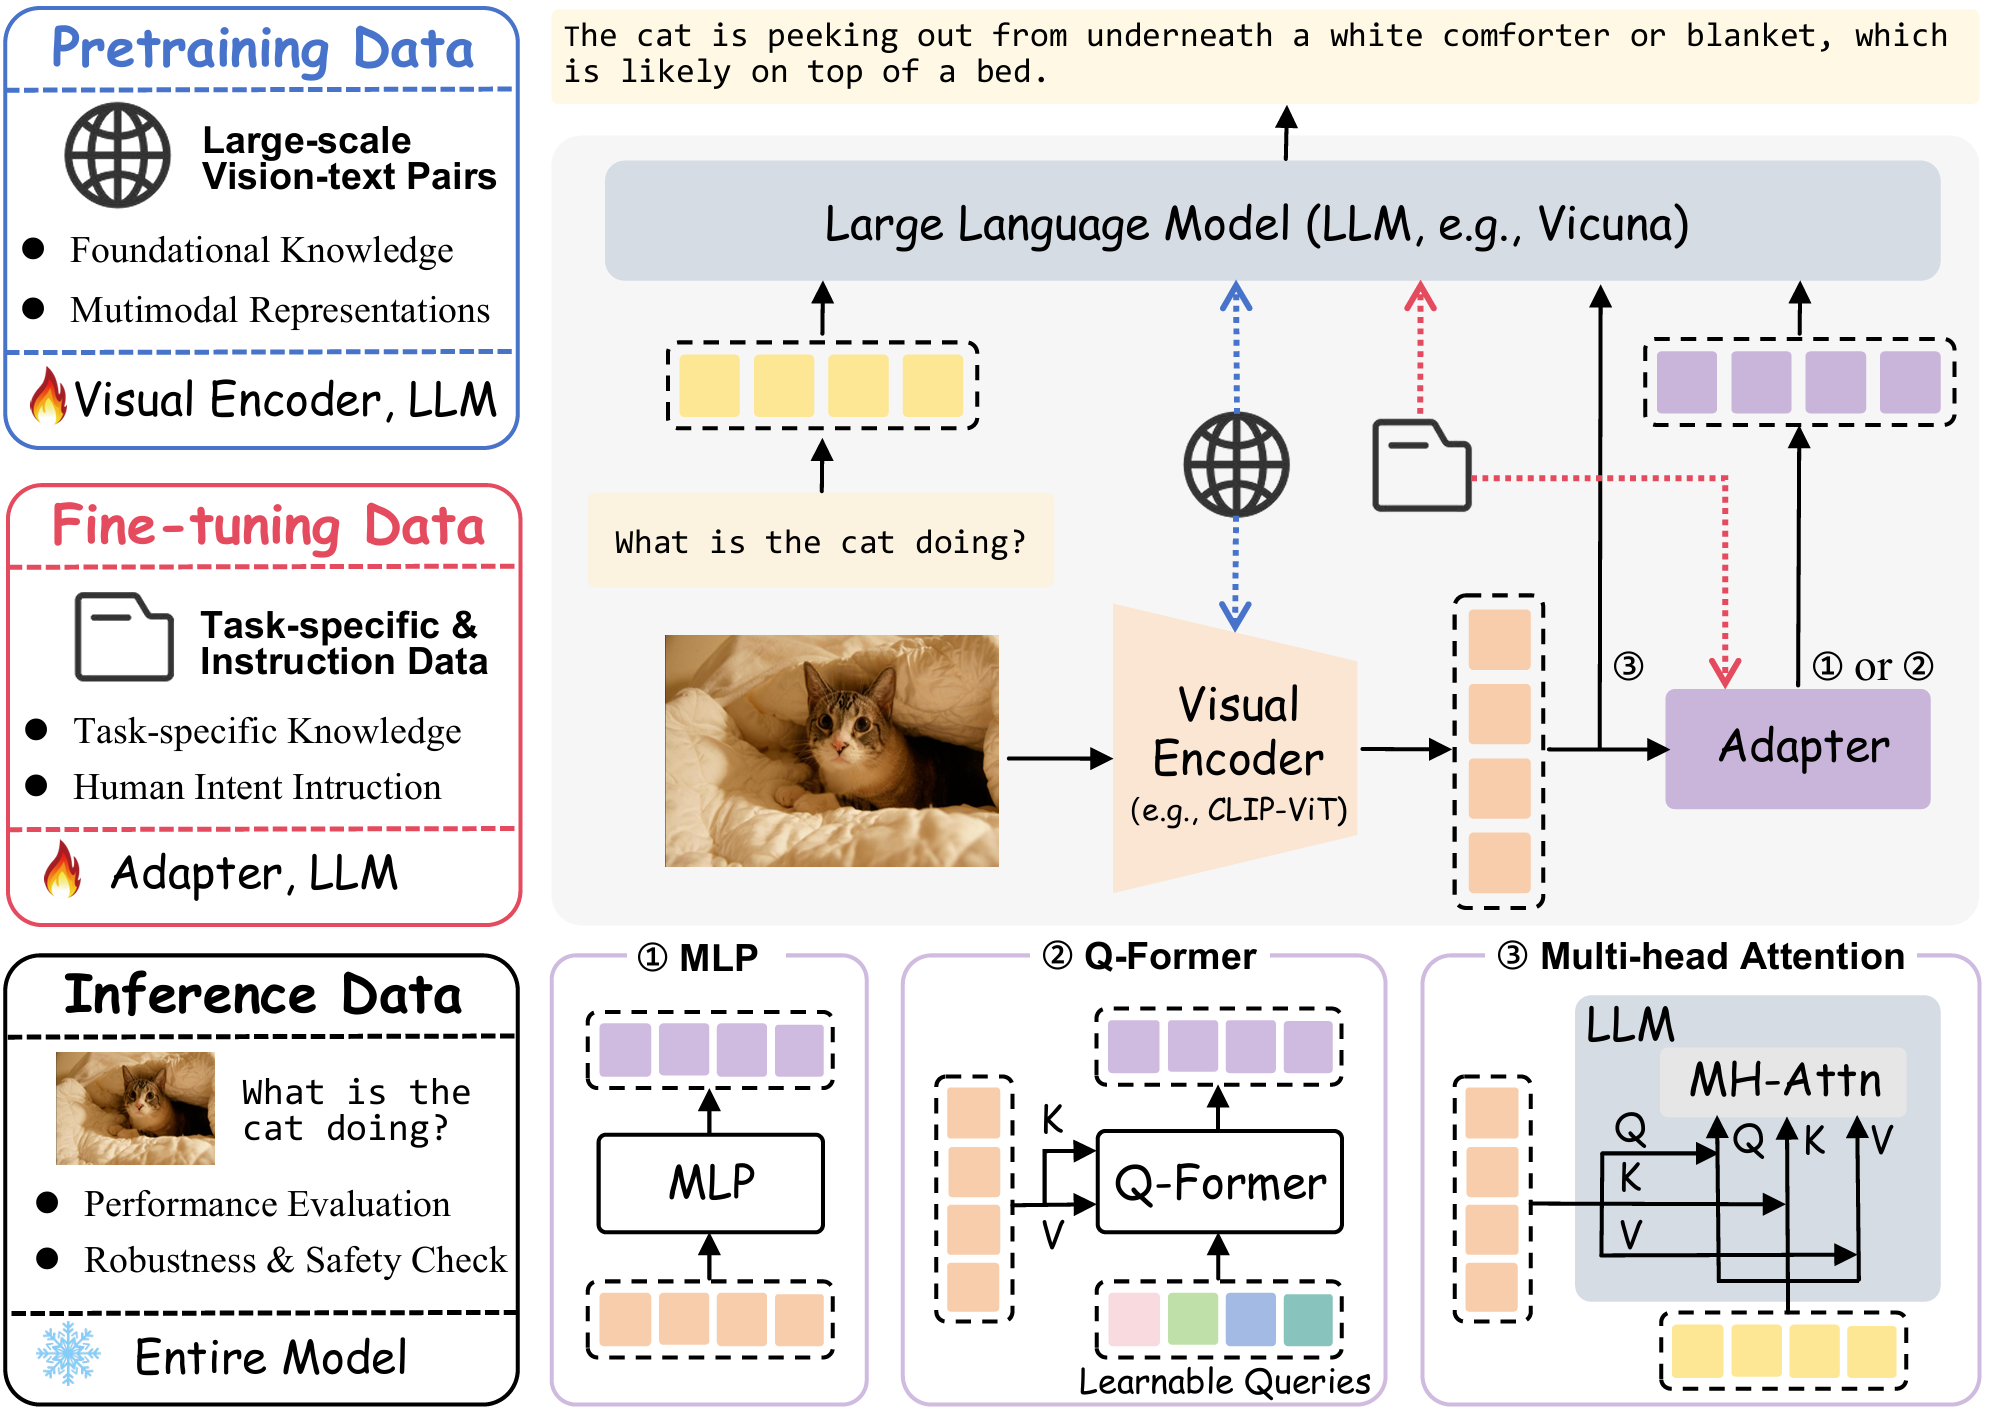 Pretraining Data
Large-scale
Vision-text Pairs
Foundational Knowledge
Mutimodal Representations
Visual Encoder, LLM
Fine-tuning Data
Task-specific &
Instruction Data
Task-specific Knowledge
Human Intent Intruction
Adapter, LLM
Inference Data
What is the
cat doing?
Performance Evaluation
Robustness & Safety Check
Entire Model
The cat is peeking out from underneath a white comforter or blanket, which
is likely on top of a bed.
Large Language Model (LLM, e.g., Vicuna)
What is the cat doing?
Visual
Encoder
(e.g., CLIP-ViT)
③
① or ②
Adapter
① MLP
MLP
② Q-Former
K
Q-Former
V
Learnable Queries
③ Multi-head Attention
LLM
MH-Attn
Q
Q K V
K
V